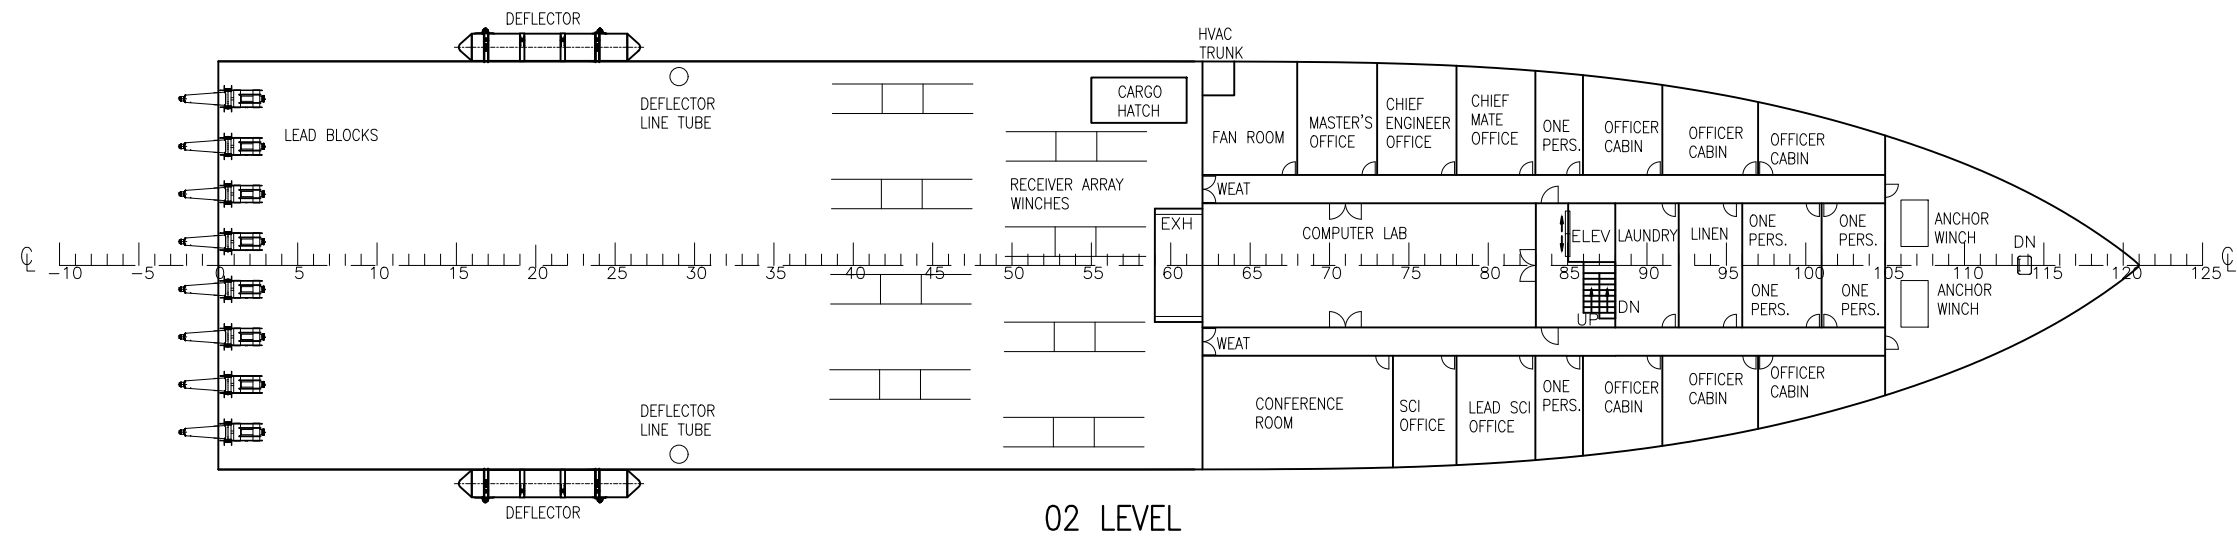 DEFLECTOR
HVAC
TRUNK
DEFLECTOR
LINE TUBE
LEAD BLOCKS
CARGO
HATCH
FAN ROOM
MASTER'S
OFFICE
CHIEF
ENGINEER
OFFICE
CHIEF
MATE
OFFICE
ONE
PERS.
OFFICER
CABIN
OFFICER
CABIN
OFFICER
CABIN
RECEIVER ARRAY
WINCHES
WEAT
EXH
COMPUTER LAB
ELEV
LAUNDRY
LINEN
ONE
PERS.
ONE
PERS.
ANCHOR
WINCH
DN
℄ -10 -5 0 5 10 15 20 25 30 35 40 45 50 55 60 65 70 75 80 85 90 95 100 105 110 115 120 125 ℄
UP
DN
ONE
PERS.
ONE
PERS.
ANCHOR
WINCH
WEAT
DEFLECTOR
LINE TUBE
CONFERENCE
ROOM
SCI
OFFICE
LEAD SCI
OFFICE
ONE
PERS.
OFFICER
CABIN
OFFICER
CABIN
OFFICER
CABIN
DEFLECTOR
02 LEVEL